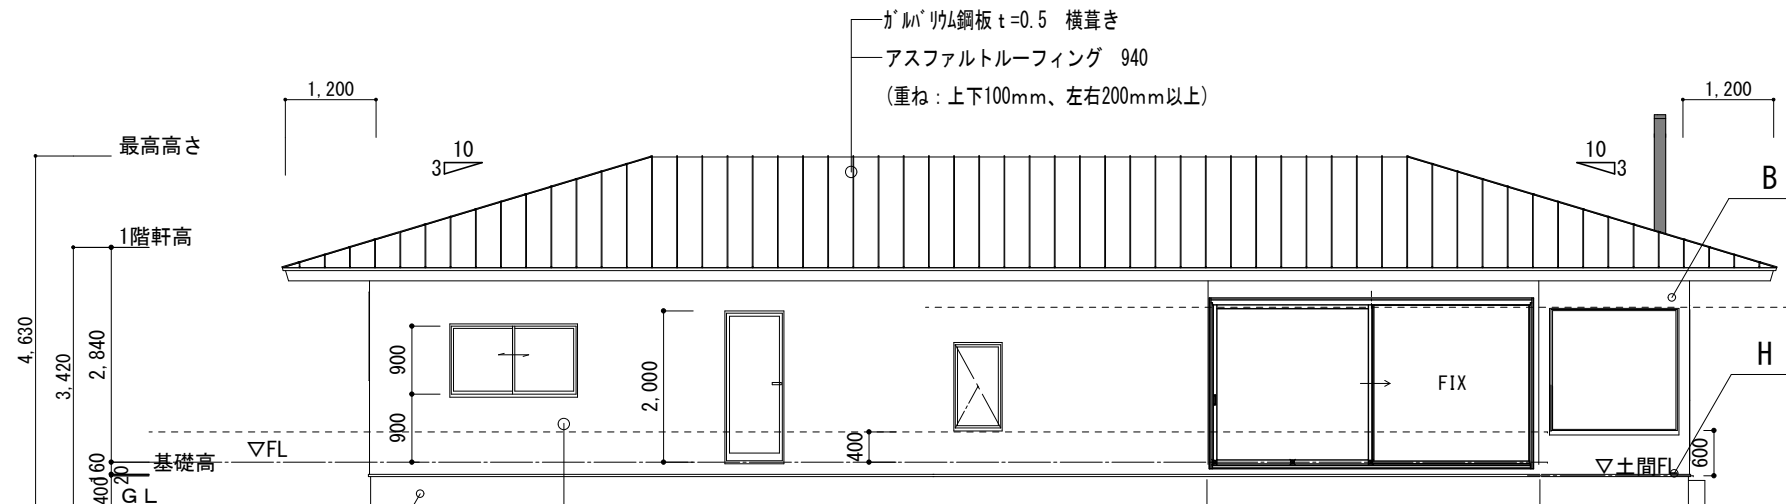 ｶﾞﾙﾊﾞﾘｳﾑ鋼板 t=0.5 横葺き
アスファルトルーフィング 940
(重ね：上下100mm、左右200mm以上)
1,200
1,200
最高高さ
10
3
10
3
B
1階軒高
4,630
3,420
2,840
900
900
2,000
400
FIX
H
600
▽FL
▽土間FL
基礎高
160
20
400
ＧＬ